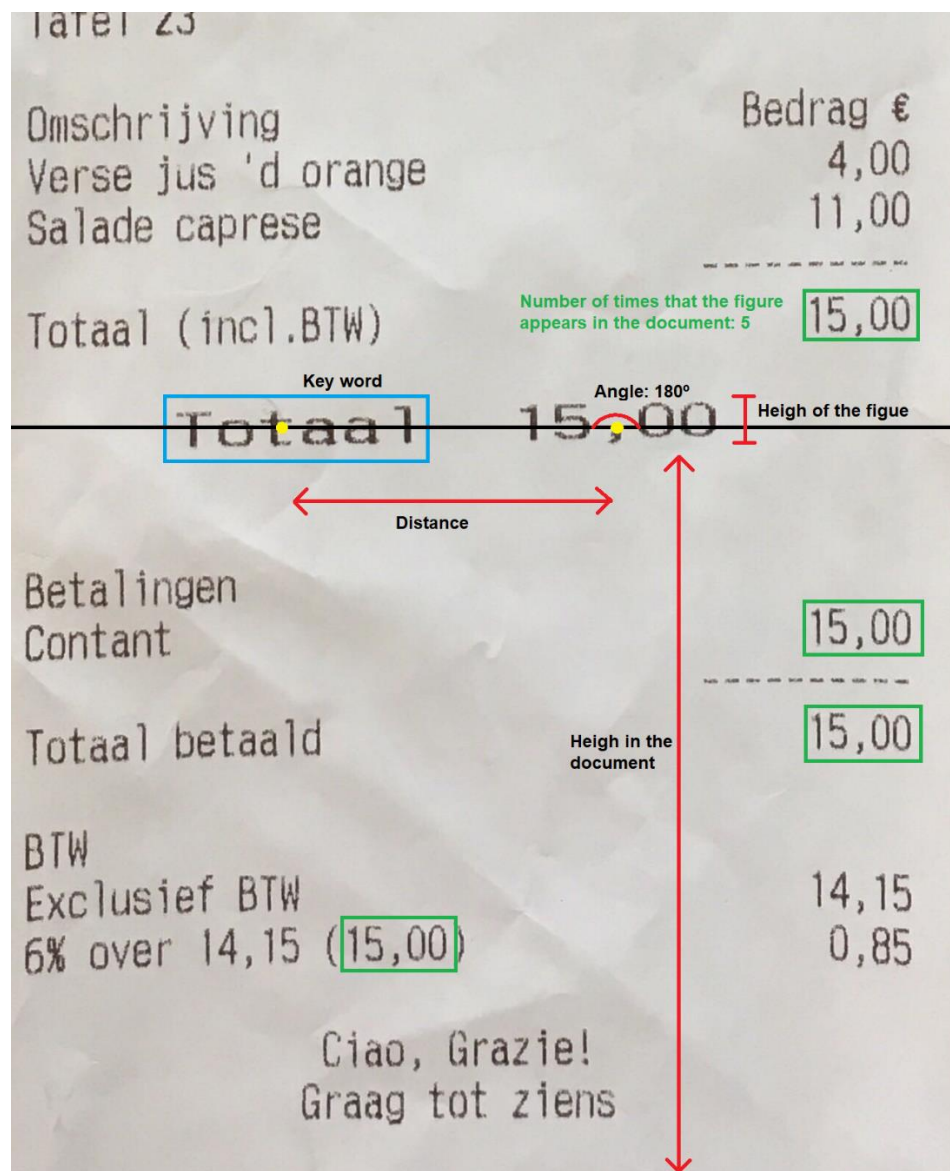 Tafel 23
Omschrijving Bedrag €
Verse jus 'd orange 4,00
Salade caprese 11,00
Number of times that the figure
appears in the document: 5
Totaal (incl.BTW) 15,00
Key word
Angle: 180º
Totaal 15,00
Heigh of the figue
Distance
Betalingen
Contant 15,00
Totaal betaald 15,00
Heigh in the
document
BTW
Exclusief BTW 14,15
6% over 14,15 (15,00) 0,85
Ciao, Grazie!
Graag tot ziens